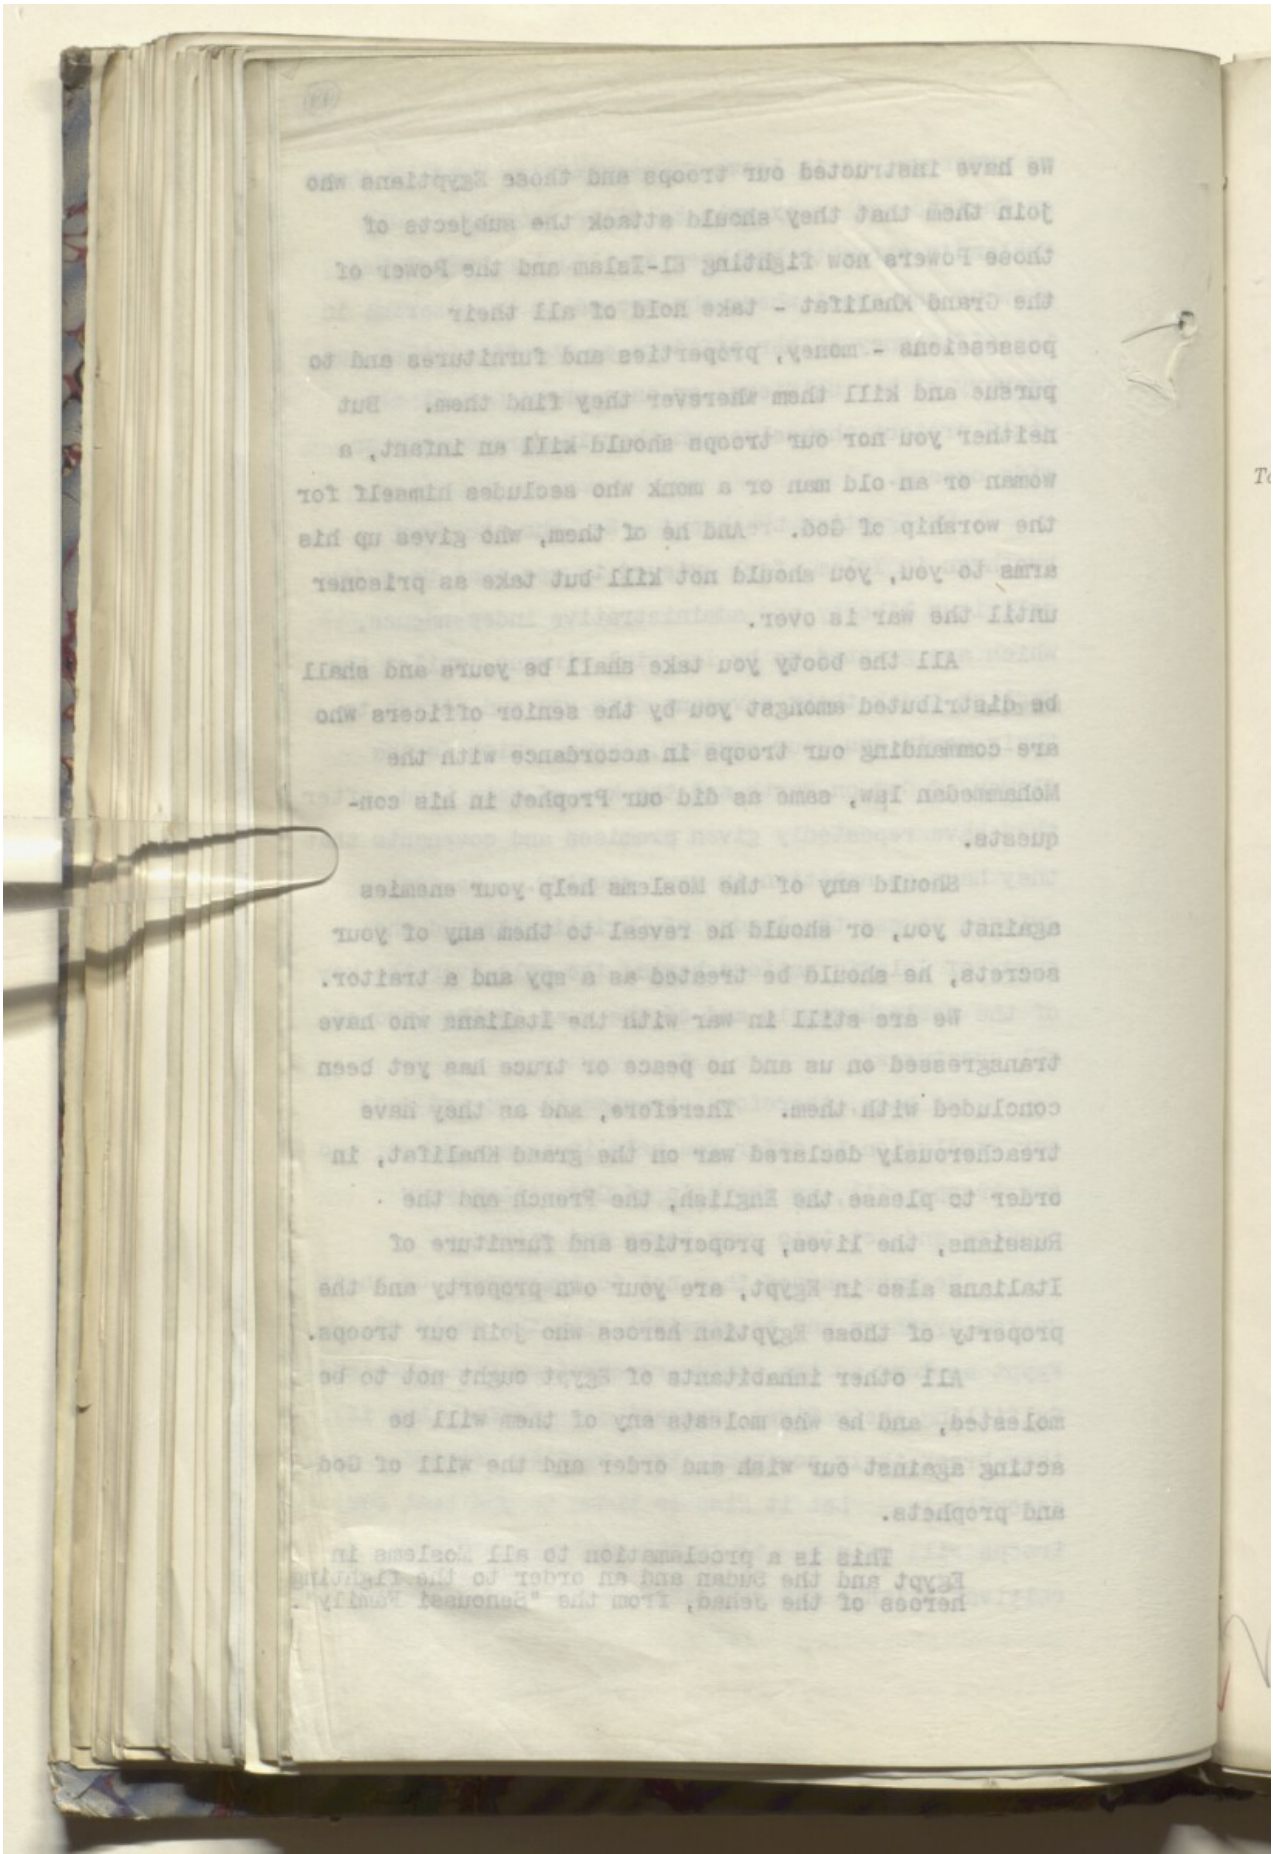 We have instructed our troops and those Egyptians who
join them that they should attack the subjects of
those Powers now fighting El-Islam and the Power of
the Grand Khalifat - take hold of all their
possessions - money, properties and furnitures and to
pursue and kill them wherever they find them. But
neither you nor our troops should kill an infant, a
woman or an old man or a monk who secludes himself for
the worship of God. And he of them, who gives up his
arms to you, you should not kill but take as prisoner
until the war is over.
All the booty you take shall be yours and shall
be distributed amongst you by the senior officers who
are commanding our troops in accordance with the
Mohammedan law, same as did our Prophet in his con-
quests.
Should any of the Moslems help your enemies
against you, or should he reveal to them any of your
secrets, he should be treated as a spy and a traitor.
We are still in war with the Italians who have
transgressed on us and no peace or truce has yet been
concluded with them. Therefore, and as they have
treacherously declared war on the grand Khalifat, in
order to please the English, the French and the
Russians, the lives, properties and furniture of
Italians also in Egypt, are your own property and the
property of those Egyptian heroes who join our troops.
All other inhabitants of Egypt ought not to be
molested, and he who molests any of them will be
acting against our wish and order and the will of God
and prophets.
This is a proclamation to all Moslems in
Egypt and the Sudan and an order to the fighting
heroes of the Jehad, from the "Senoussi Family".
To